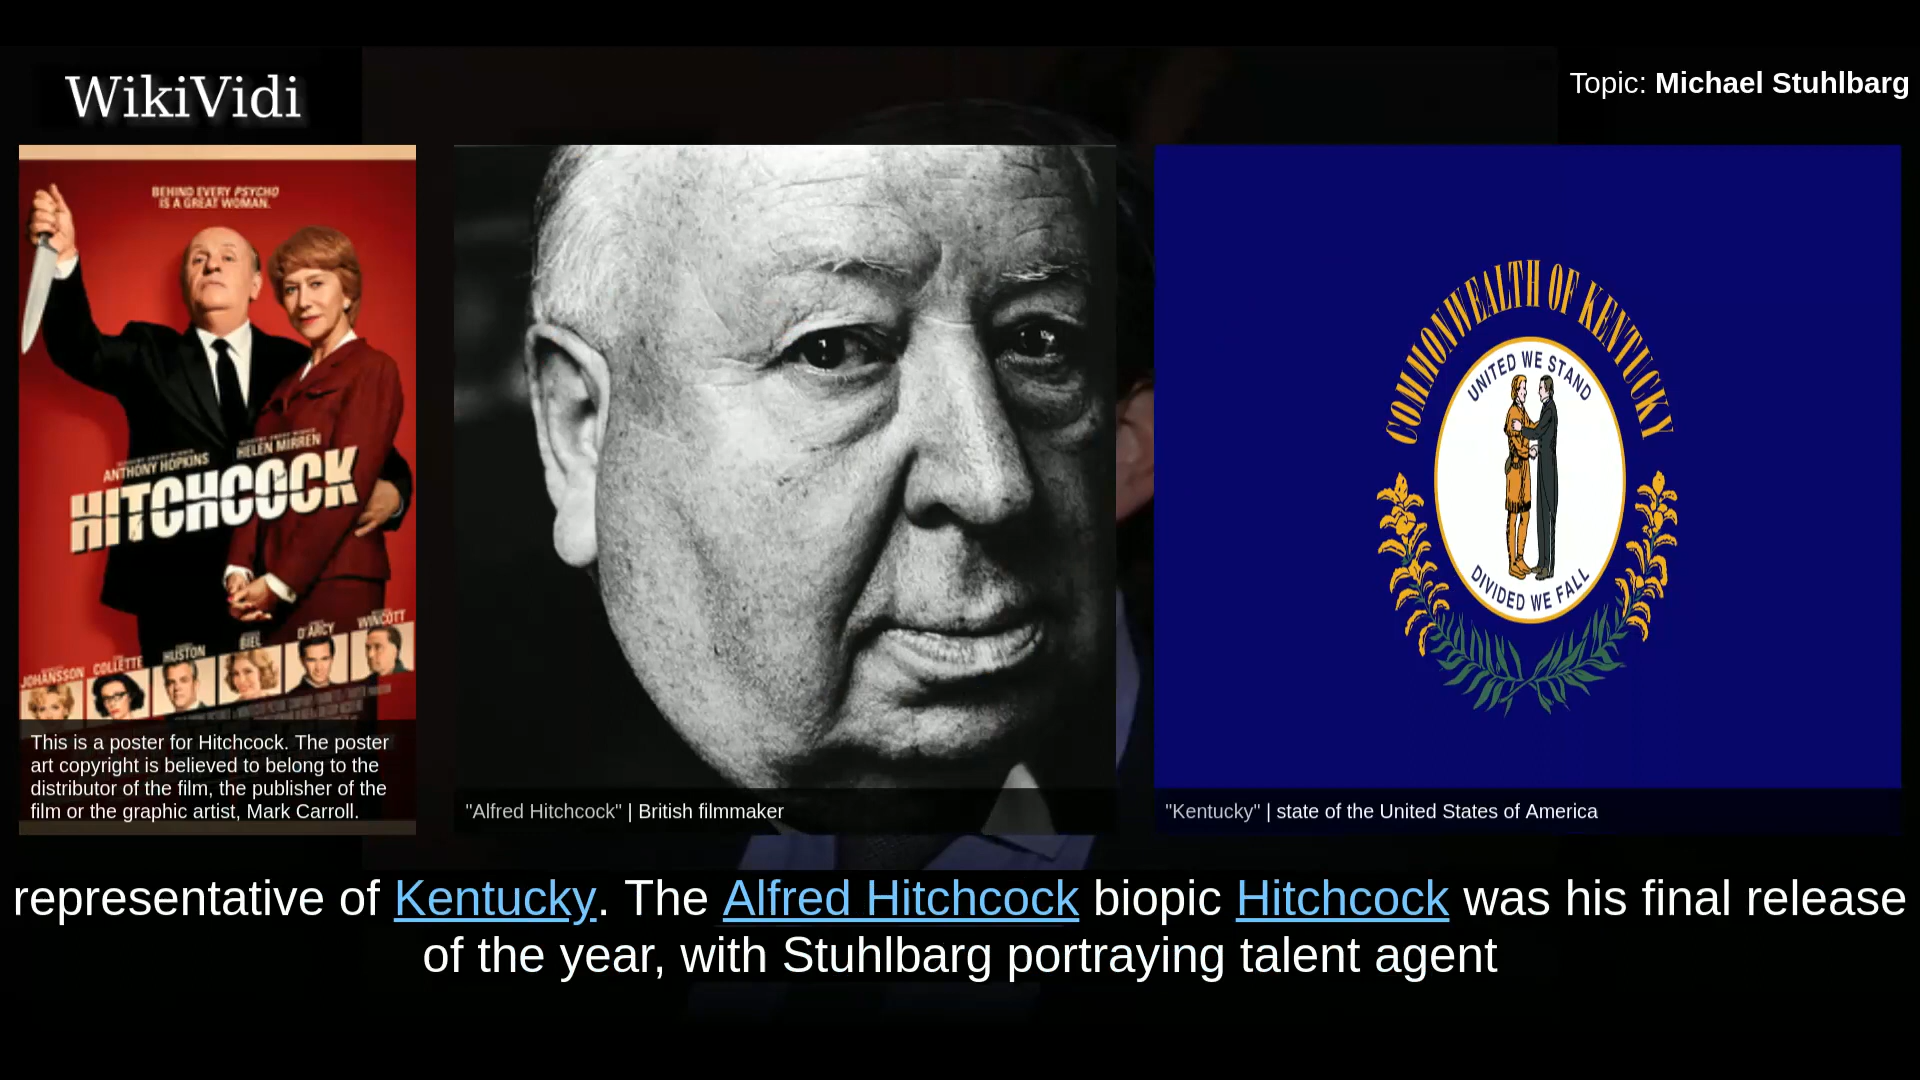 WikiVidi
Topic: Michael Stuhlbarg
BEHIND EVERY PSYCHO
IS A GREAT WOMAN.
ANTHONY HOPKINS
HELEN MIRREN
HITCHCOCK
JOHANSSON
COLLETTE
HUSTON
BIEL
D'ARCY
WINCOTT
This is a poster for Hitchcock. The poster
art copyright is believed to belong to the
distributor of the film, the publisher of the
film or the graphic artist, Mark Carroll.
"Alfred Hitchcock" | British filmmaker
COMMONWEALTH OF KENTUCKY
UNITED WE STAND
DIVIDED WE FALL
"Kentucky" | state of the United States of America
representative of Kentucky. The Alfred Hitchcock biopic Hitchcock was his final release
of the year, with Stuhlbarg portraying talent agent